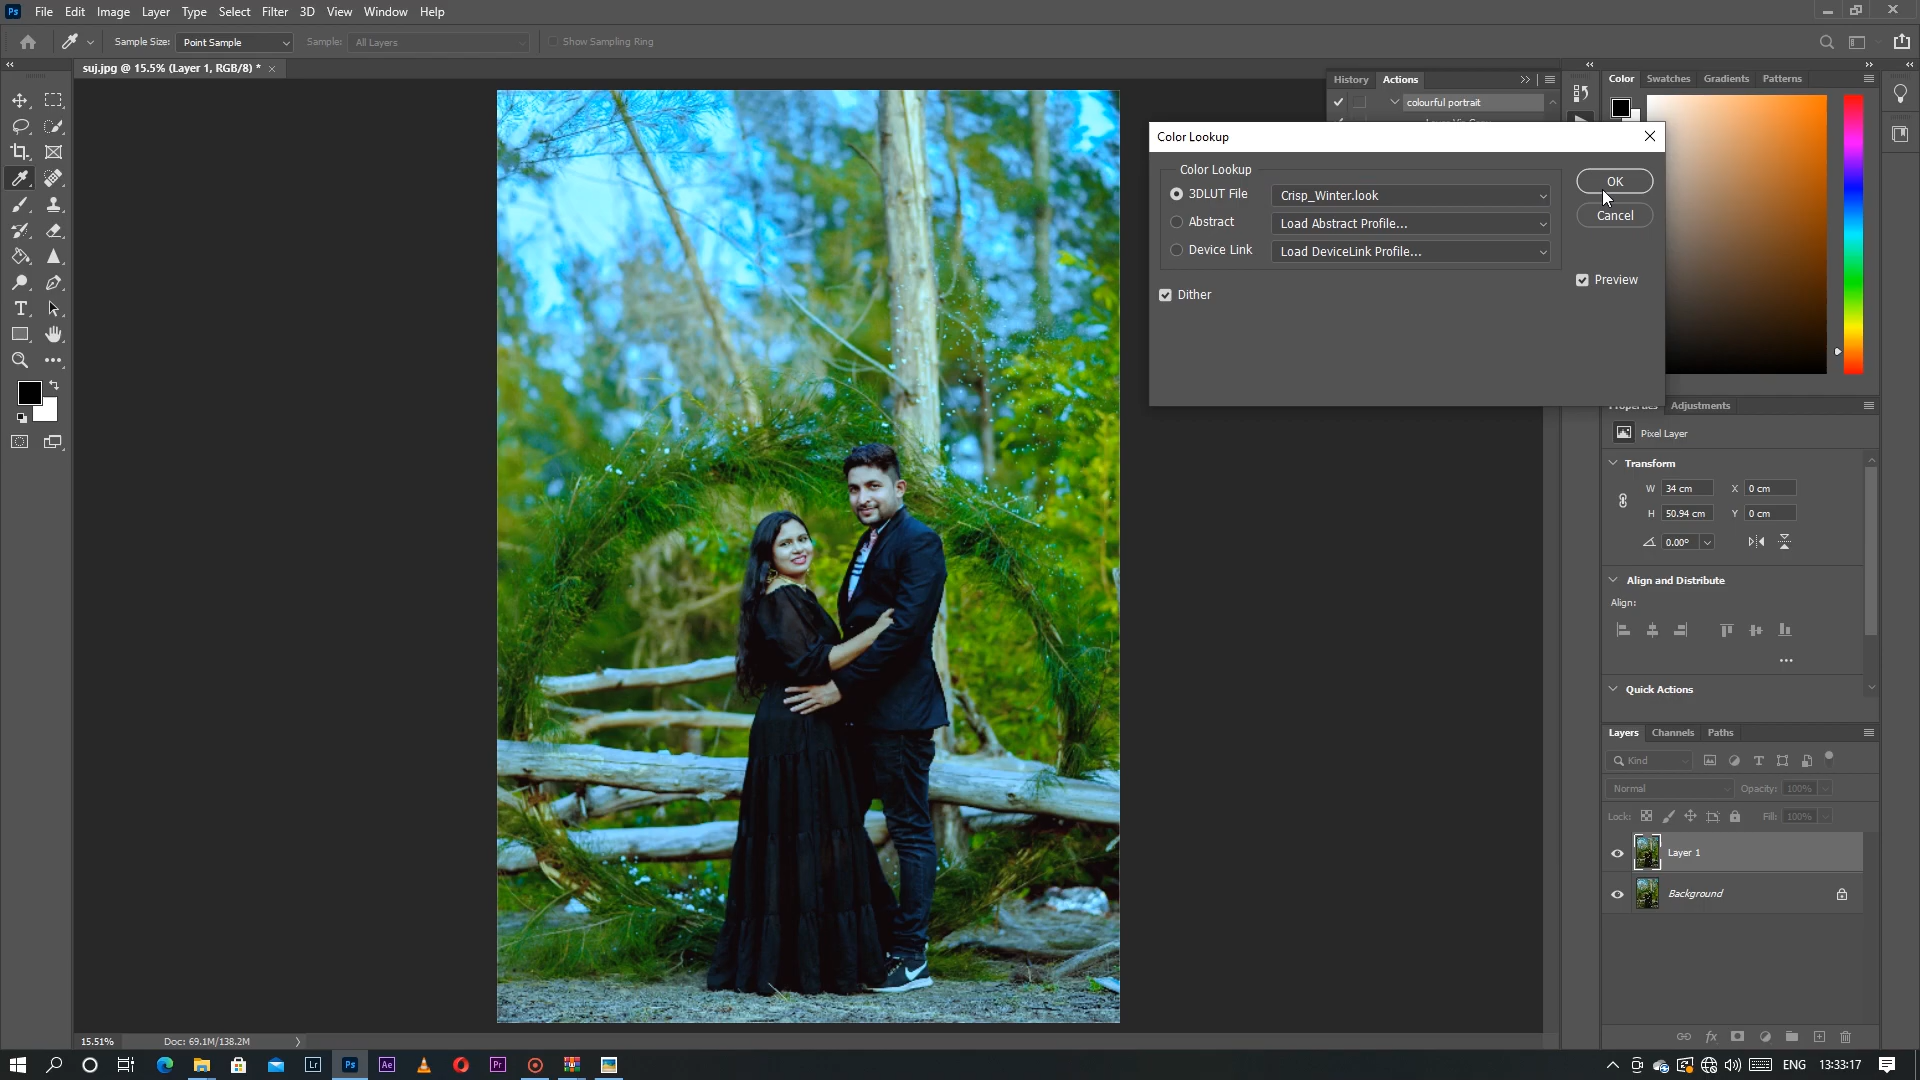 Ps File Edit Image Layer Type Select Filter 3D View Window Help
Sample Size: Point Sample Sample: All Layers Show Sampling Ring
suj.jpg @ 15.5% (Layer 1, RGB/8) * ×
History Actions
colourful portrait
Color Swatches Gradients Patterns
Color Lookup
Color Lookup
3DLUT File Crisp_Winter.look
OK
Abstract Load Abstract Profile...
Cancel
Device Link Load DeviceLink Profile...
Preview
Dither
Properties Adjustments
Pixel Layer
Transform
W 34 cm X 0 cm
H 50.94 cm Y 0 cm
0.00°
Align and Distribute
Align:
Quick Actions
Layers Channels Paths
Kind
Normal Opacity: 100%
Lock: Fill: 100%
Layer 1
Background
15.51% Doc: 69.1M/138.2M
Lr Ps Ae Pr ENG 13:33:17